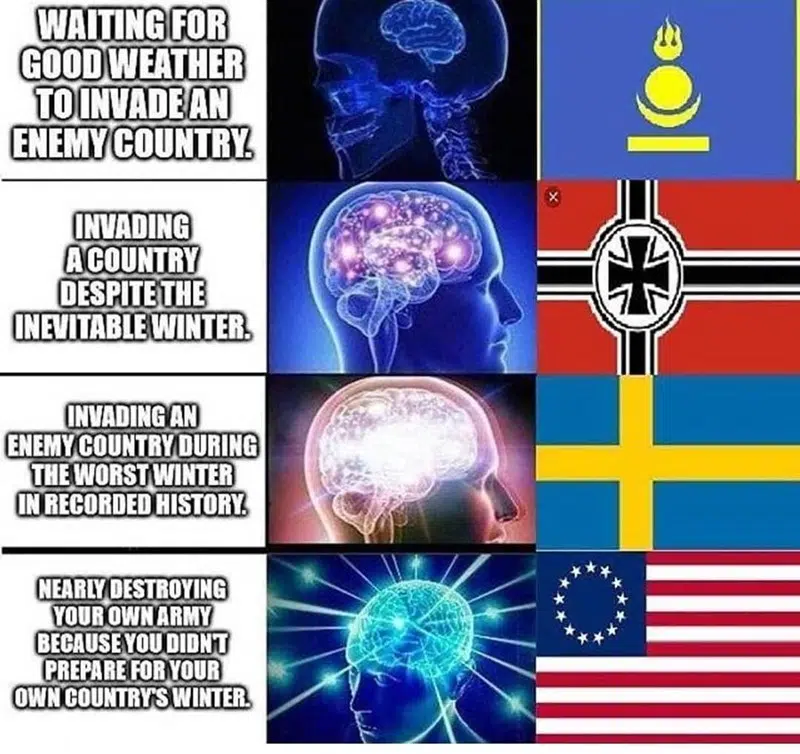 WAITING FOR
GOOD WEATHER
TO INVADE AN
ENEMY COUNTRY.
INVADING
A COUNTRY
DESPITE THE
INEVITABLE WINTER.
INVADING AN
ENEMY COUNTRY DURING
THE WORST WINTER
IN RECORDED HISTORY.
NEARLY DESTROYING
YOUR OWN ARMY
BECAUSE YOU DIDN'T
PREPARE FOR YOUR
OWN COUNTRY'S WINTER.